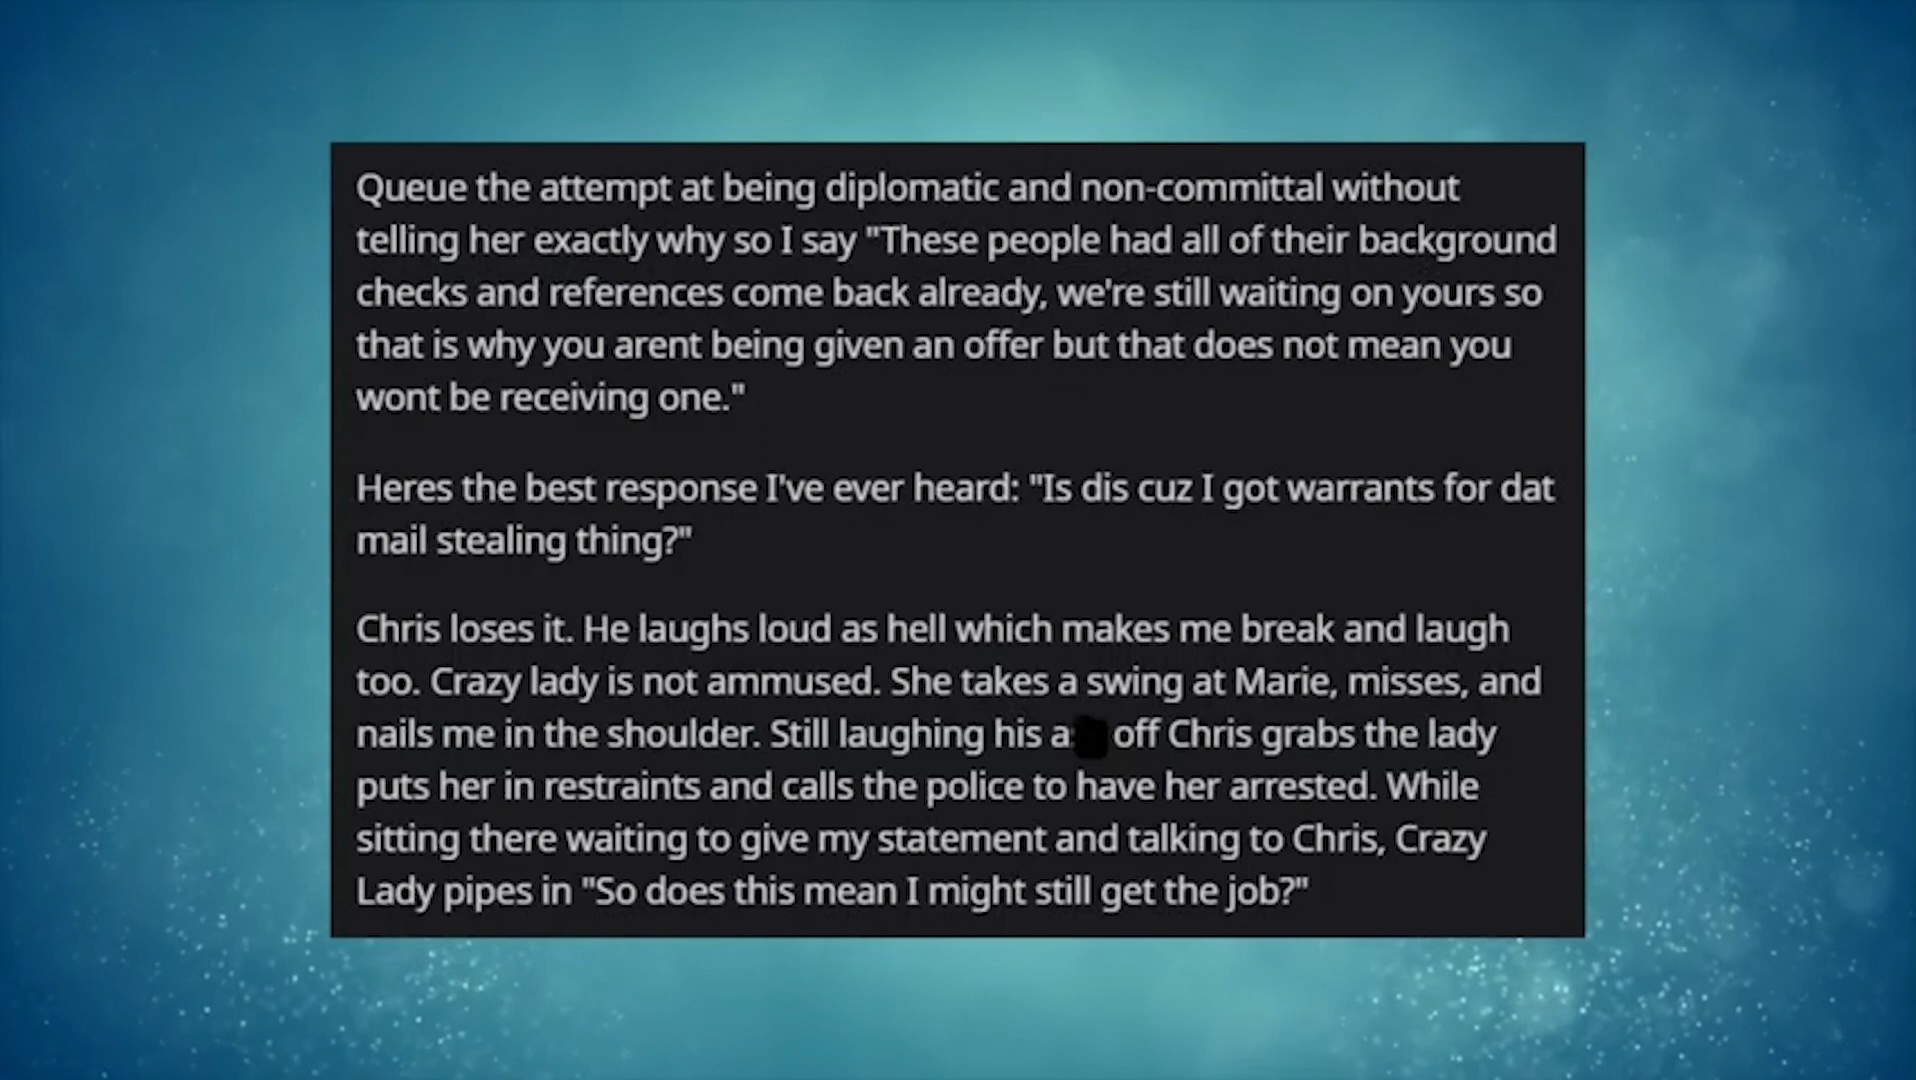 Queue the attempt at being diplomatic and non-committal without
telling her exactly why so I say "These people had all of their background
checks and references come back already, we're still waiting on yours so
that is why you arent being given an offer but that does not mean you
wont be receiving one."
Heres the best response I've ever heard: "Is dis cuz I got warrants for dat
mail stealing thing?"
Chris loses it. He laughs loud as hell which makes me break and laugh
too. Crazy lady is not ammused. She takes a swing at Marie, misses, and
nails me in the shoulder. Still laughing his a off Chris grabs the lady
puts her in restraints and calls the police to have her arrested. While
sitting there waiting to give my statement and talking to Chris, Crazy
Lady pipes in "So does this mean I might still get the job?"